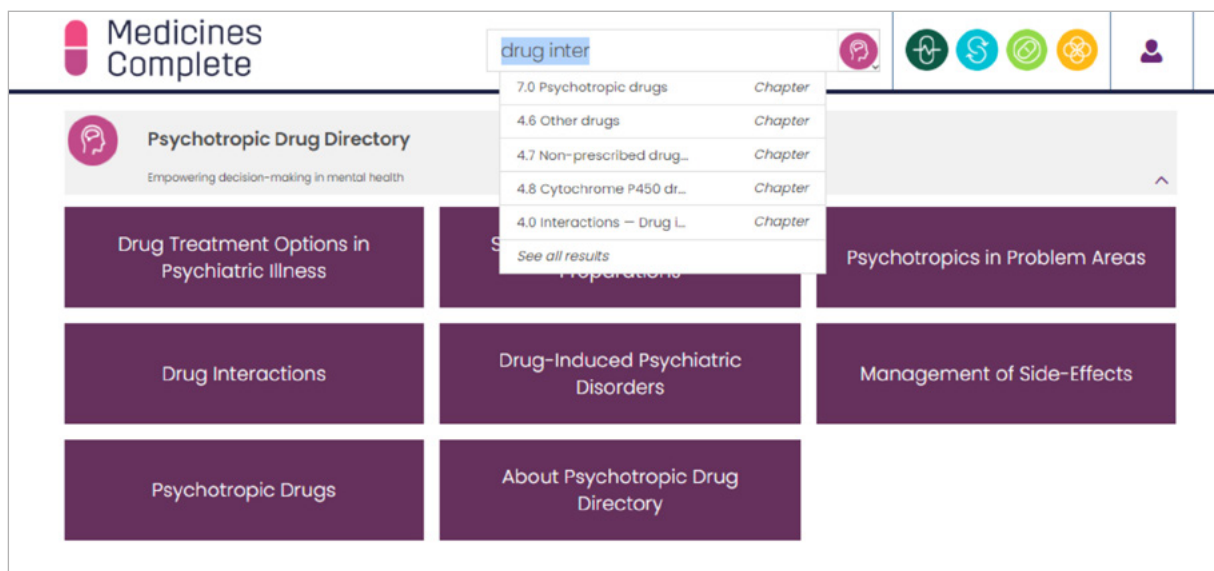 Medicines
Complete
drug inter
7.0 Psychotropic drugs Chapter
4.6 Other drugs Chapter
4.7 Non-prescribed drug... Chapter
4.8 Cytochrome P450 dr... Chapter
4.0 Interactions — Drug i... Chapter
See all results
Psychotropic Drug Directory
Empowering decision-making in mental health
Drug Treatment Options in
Psychiatric Illness
S
Preparations
Psychotropics in Problem Areas
Drug Interactions
Drug-Induced Psychiatric
Disorders
Management of Side-Effects
Psychotropic Drugs
About Psychotropic Drug
Directory